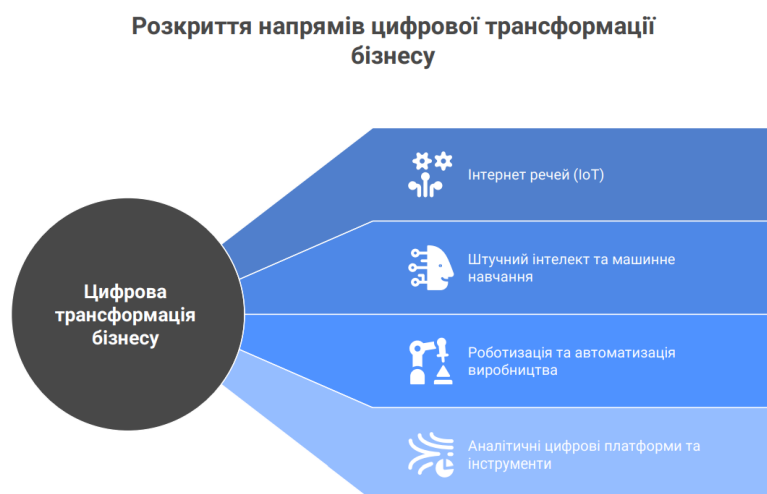 Розкриття напрямів цифрової трансформації
бізнесу
Інтернет речей (IoT)
Штучний інтелект та машинне
навчання
Цифрова
трансформація
бізнесу
Роботизація та автоматизація
виробництва
Аналітичні цифрові платформи та
інструменти